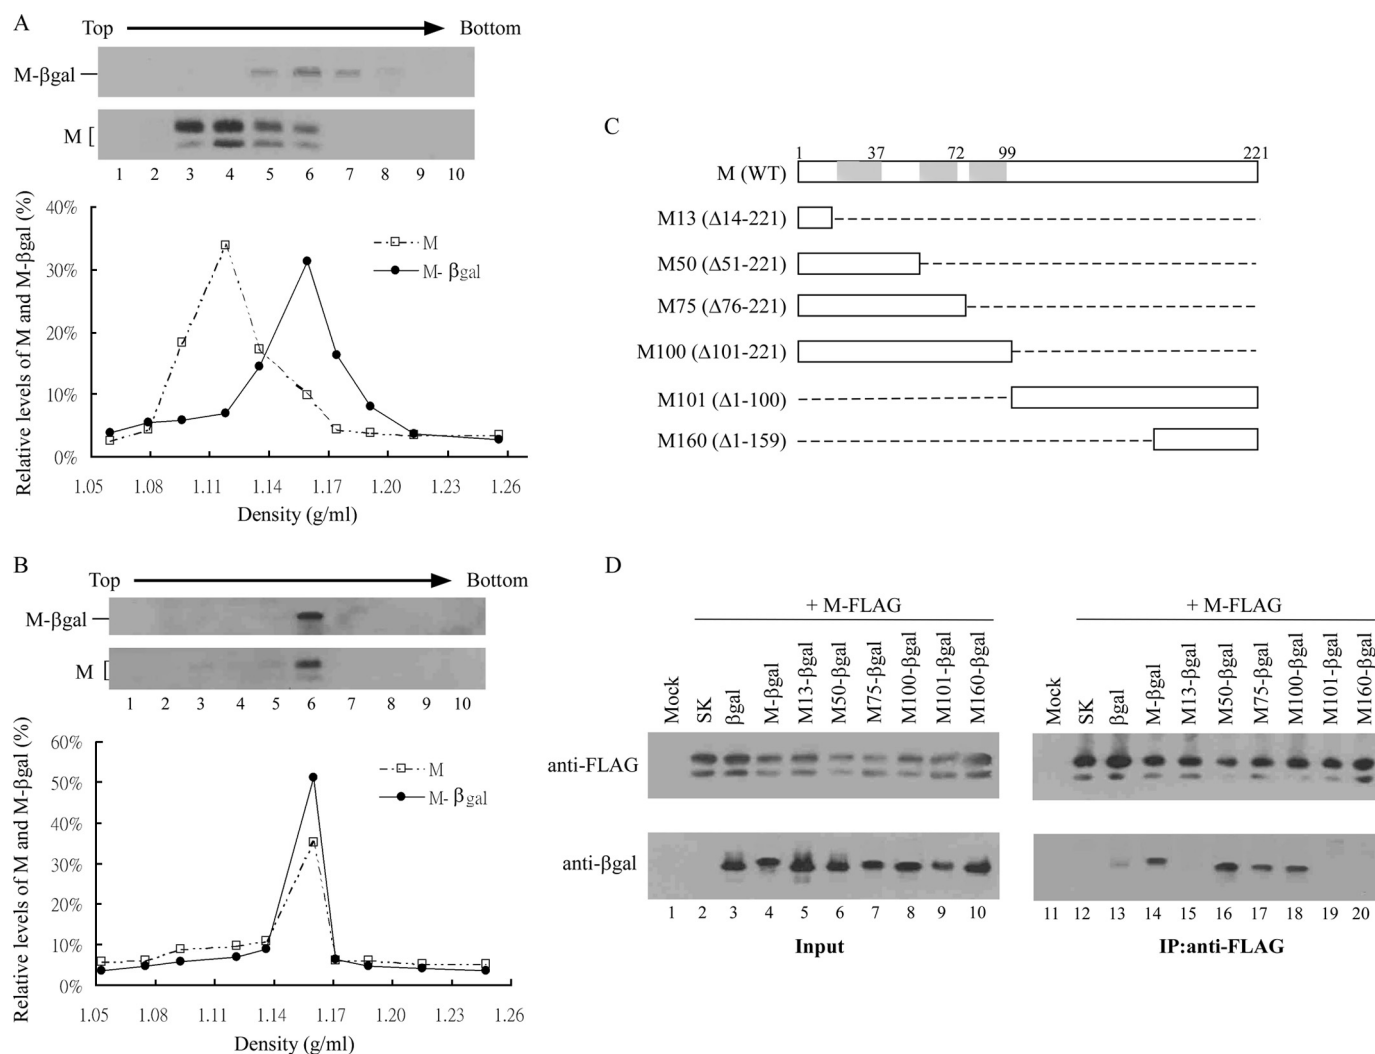 A
Top
Bottom
M-βgal
M [
1 2 3 4 5 6 7 8 9 10
Relative levels of M and M-βgal (%)
40%
30%
20%
10%
0%
M
M- βgal
1.05 1.08 1.11 1.14 1.17 1.20 1.23 1.26
Density (g/ml)
B
Top
Bottom
M-βgal
M [
1 2 3 4 5 6 7 8 9 10
Relative levels of M and M-βgal (%)
60%
50%
40%
30%
20%
10%
0%
M
M- βgal
1.05 1.08 1.11 1.14 1.17 1.20 1.23 1.26
Density (g/ml)
C
1 37 72 99 221
M (WT)
M13 (Δ14-221)
M50 (Δ51-221)
M75 (Δ76-221)
M100 (Δ101-221)
M101 (Δ1-100)
M160 (Δ1-159)
D
+ M-FLAG
Mock
SK
βgal
M-βgal
M13-βgal
M50-βgal
M75-βgal
M100-βgal
M101-βgal
M160-βgal
anti-FLAG
anti-βgal
1 2 3 4 5 6 7 8 9 10
Input
+ M-FLAG
Mock
SK
βgal
M-βgal
M13-βgal
M50-βgal
M75-βgal
M100-βgal
M101-βgal
M160-βgal
11 12 13 14 15 16 17 18 19 20
IP:anti-FLAG